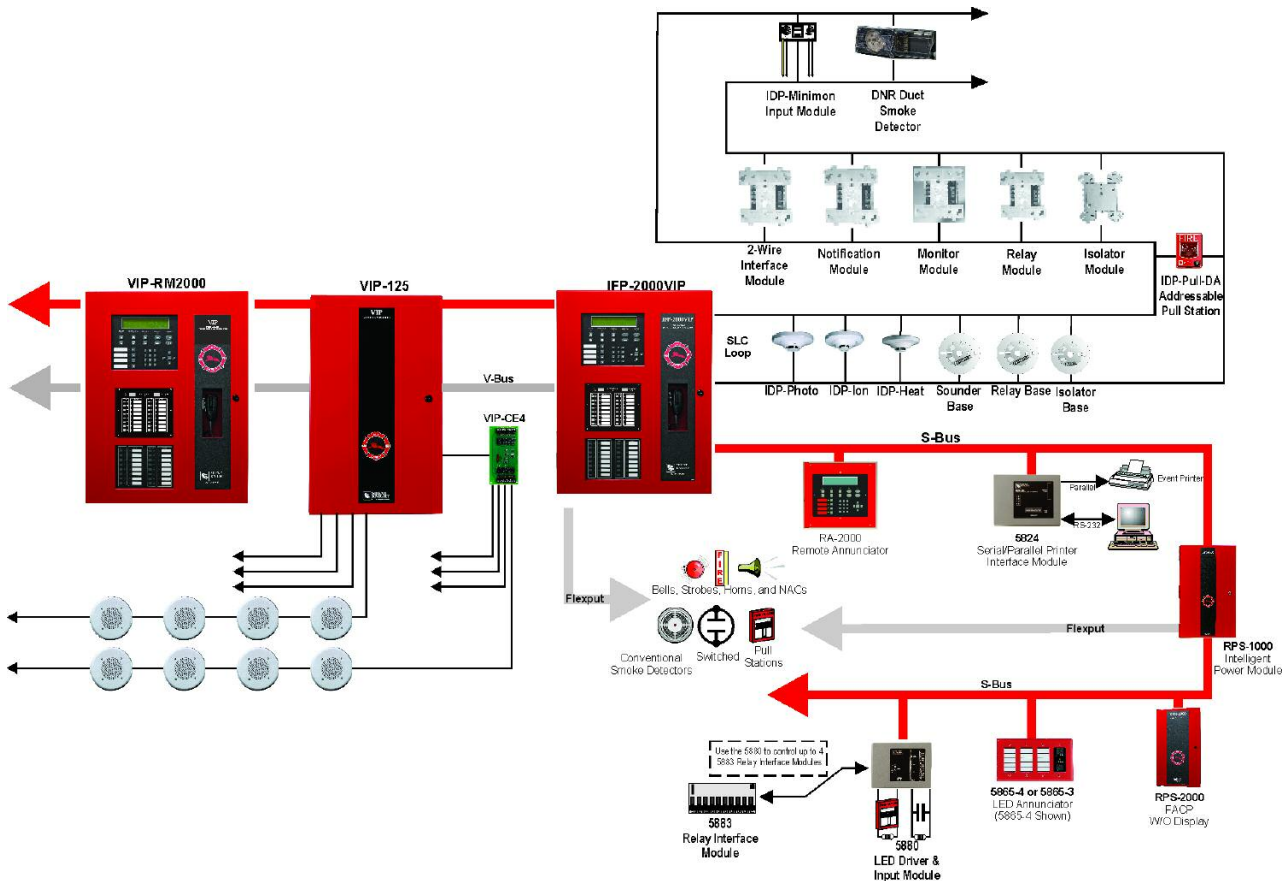 IDP-Minimon
Input Module
DNR Duct
Smoke
Detector
2-Wire
Interface
Module
Notification
Module
Monitor
Module
Relay
Module
Isolator
Module
FIRE
IDP-Pull-DA
Addressable
Pull Station
VIP-RM2000
VIP-125
IFP-2000VIP
VIP
VIP
IFP-2000VIP
SLC
Loop
IDP-Photo
IDP-Ion
IDP-Heat
Sounder
Base
Relay Base
Isolator
Base
V-Bus
VIP-CE4
S-Bus
RA-2000
Remote Annunciator
5824
Serial/Parallel Printer
Interface Module
Parallel
Event Printer
RS-232
FIRE
Bells, Strobes, Horns, and NACs
Flexput
Conventional
Smoke Detectors
Switched
Pull
Stations
Flexput
RPS-1000
Intelligent
Power Module
S-Bus
Use the 5880 to control up to 4
5883 Relay Interface Modules
5883
Relay Interface
Module
5880
LED Driver &
Input Module
5865-4 or 5865-3
LED Annunciator
(5865-4 Shown)
RPS-2000
FACP
W/O Display